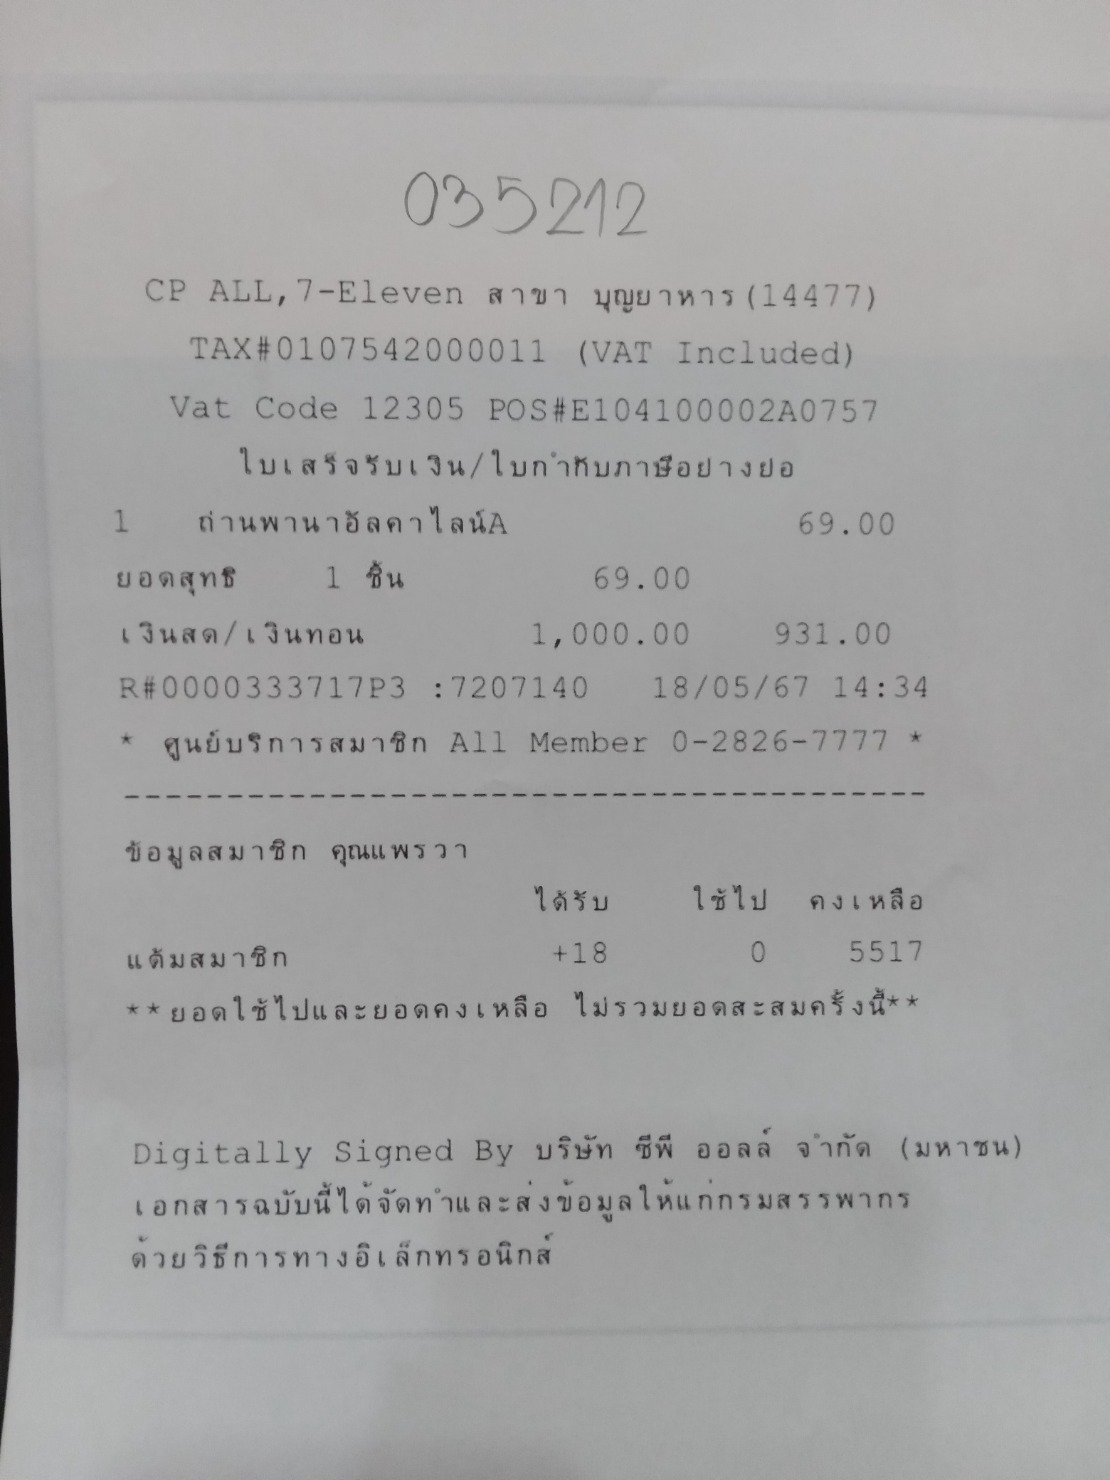 035212
CP ALL,7-Eleven สาขา บุญยาหาร(14477)
TAX#0107542000011 (VAT Included)
Vat Code 12305 POS#E104100002A0757
ใบเสร็จรับเงิน/ใบกำกับภาษีอย่างย่อ
1 ถ่านพานาอัลคาไลน์A 69.00
ยอดสุทธิ 1 ชิ้น 69.00
เงินสด/เงินทอน 1,000.00 931.00
R#0000333717P3 :7207140 18/05/67 14:34
* ศูนย์บริการสมาชิก All Member 0-2826-7777 *
---------------------------------------
ข้อมูลสมาชิก คุณแพรวา
ได้รับ ใช้ไป คงเหลือ
แต้มสมาชิก +18 0 5517
**ยอดใช้ไปและยอดคงเหลือ ไม่รวมยอดสะสมครั้งนี้**
Digitally Signed By บริษัท ซีพี ออลล์ จำกัด (มหาชน)
เอกสารฉบับนี้ได้จัดทำและส่งข้อมูลให้แก่กรมสรรพากร
ด้วยวิธีการทางอิเล็กทรอนิกส์